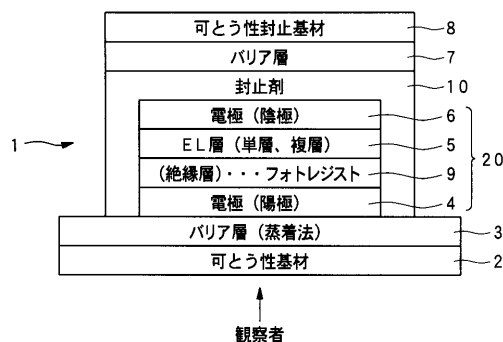 可とう性封止基材 8
バリア層 7
封止剤 10
電極（陰極） 6
1 EL層（単層、複層） 5 20
（絶縁層）・・・フォトレジスト 9
電極（陽極） 4
バリア層（蒸着法） 3
可とう性基材 2
観察者